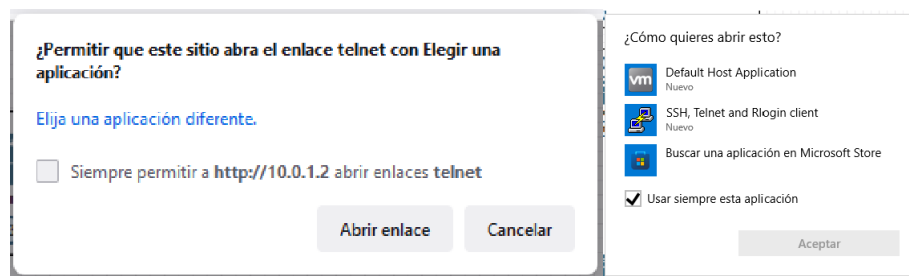 ¿Permitir que este sitio abra el enlace telnet con Elegir una
aplicación?
Elija una aplicación diferente.
Siempre permitir a http://10.0.1.2 abrir enlaces telnet
Abrir enlace
Cancelar
¿Cómo quieres abrir esto?
vm
Default Host Application
Nuevo
SSH, Telnet and Rlogin client
Nuevo
Buscar una aplicación en Microsoft Store
Usar siempre esta aplicación
Aceptar